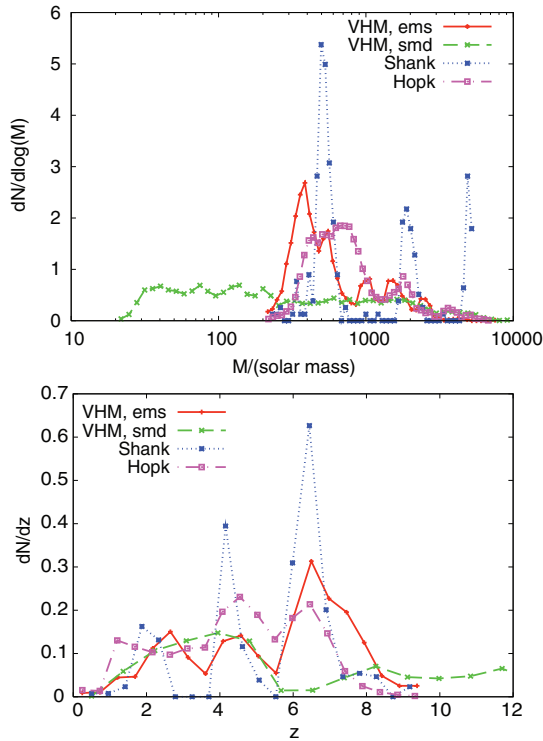 6
5
4
3
2
1
0
dN/dlog(M)
VHM, ems
VHM, smd
Shank
Hopk
10 100 1000 10000
M/(solar mass)
0.7
0.6
0.5
0.4
0.3
0.2
0.1
0
dN/dz
VHM, ems
VHM, smd
Shank
Hopk
0 2 4 6 8 10 12
z